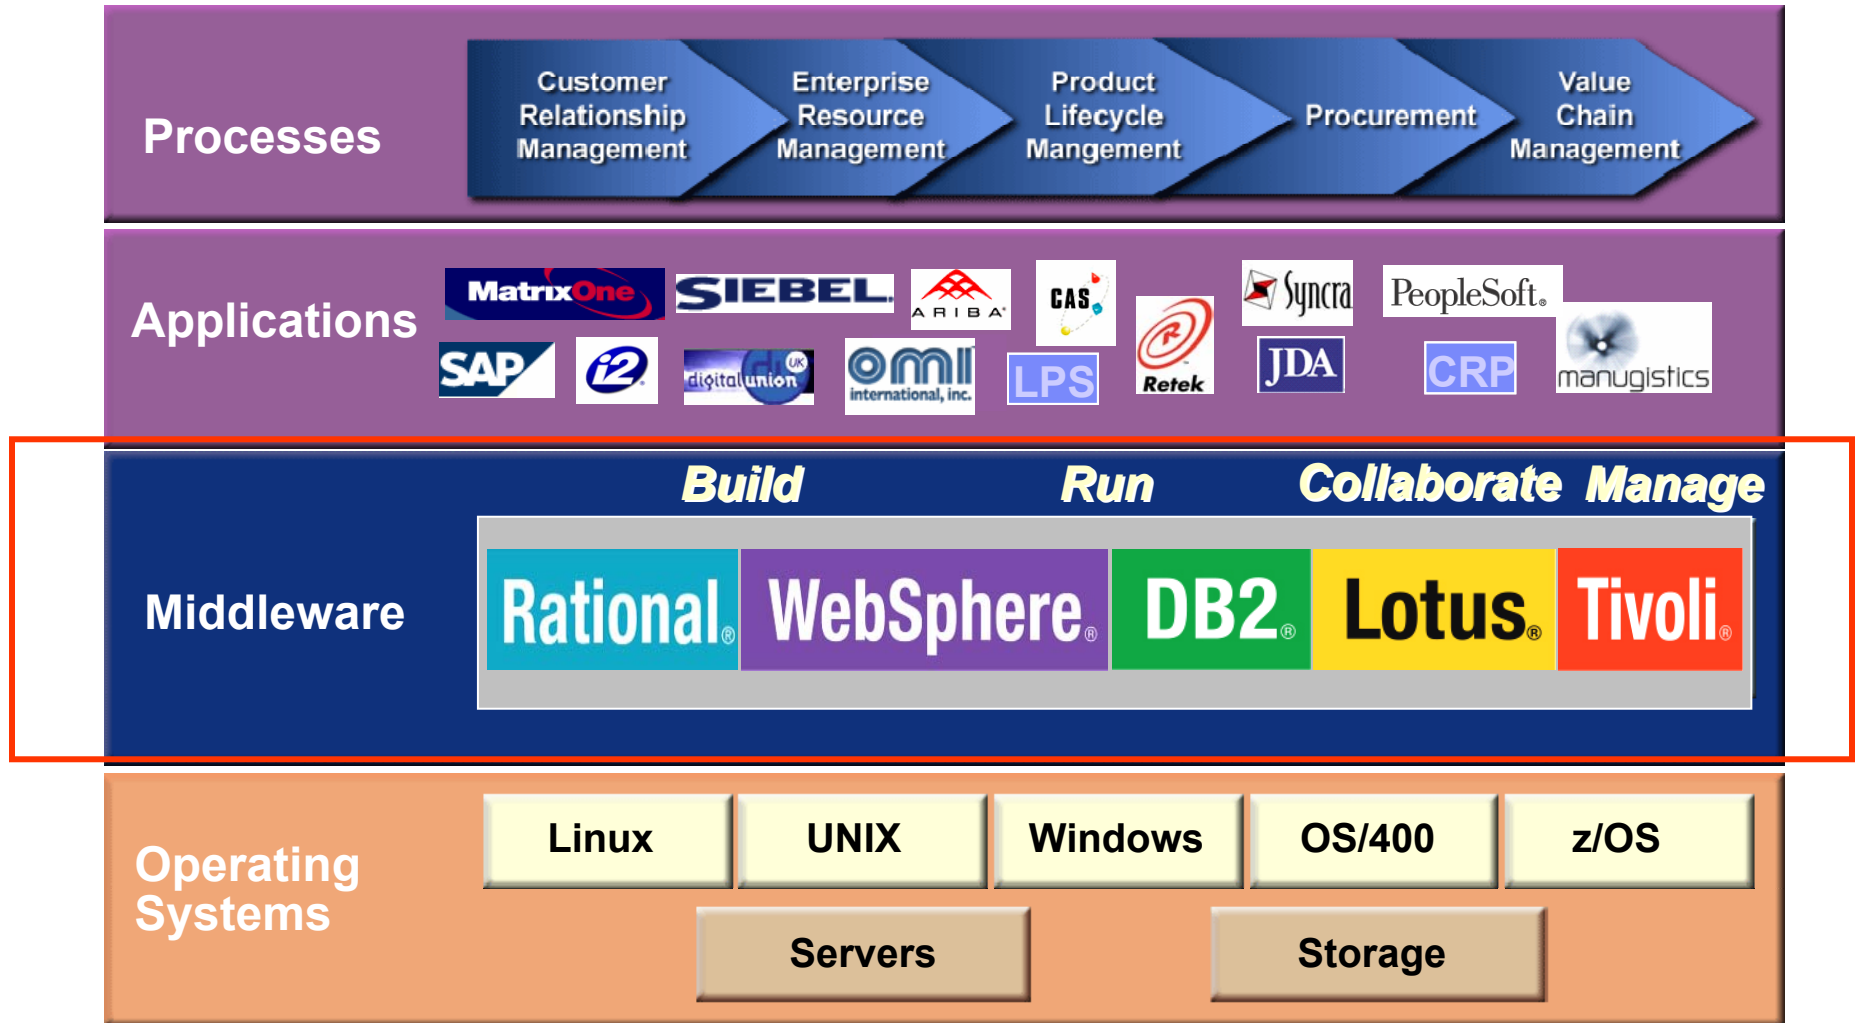 Processes
Customer
Relationship
Management
Enterprise
Resource
Management
Product
Lifecycle
Mangement
Procurement
Value
Chain
Management
Applications
MatrixOne
SIEBEL.
ARIBA
CAS
Syncra
PeopleSoft®
SAP
i2
digitalunion UK
OMI
international, inc.
LPS
R
Retek
JDA
CRP
manugistics
Build
Run
Collaborate
Manage
Middleware
Rational®
WebSphere®
DB2®
Lotus®
Tivoli®
Operating
Systems
Linux
UNIX
Windows
OS/400
z/OS
Servers
Storage